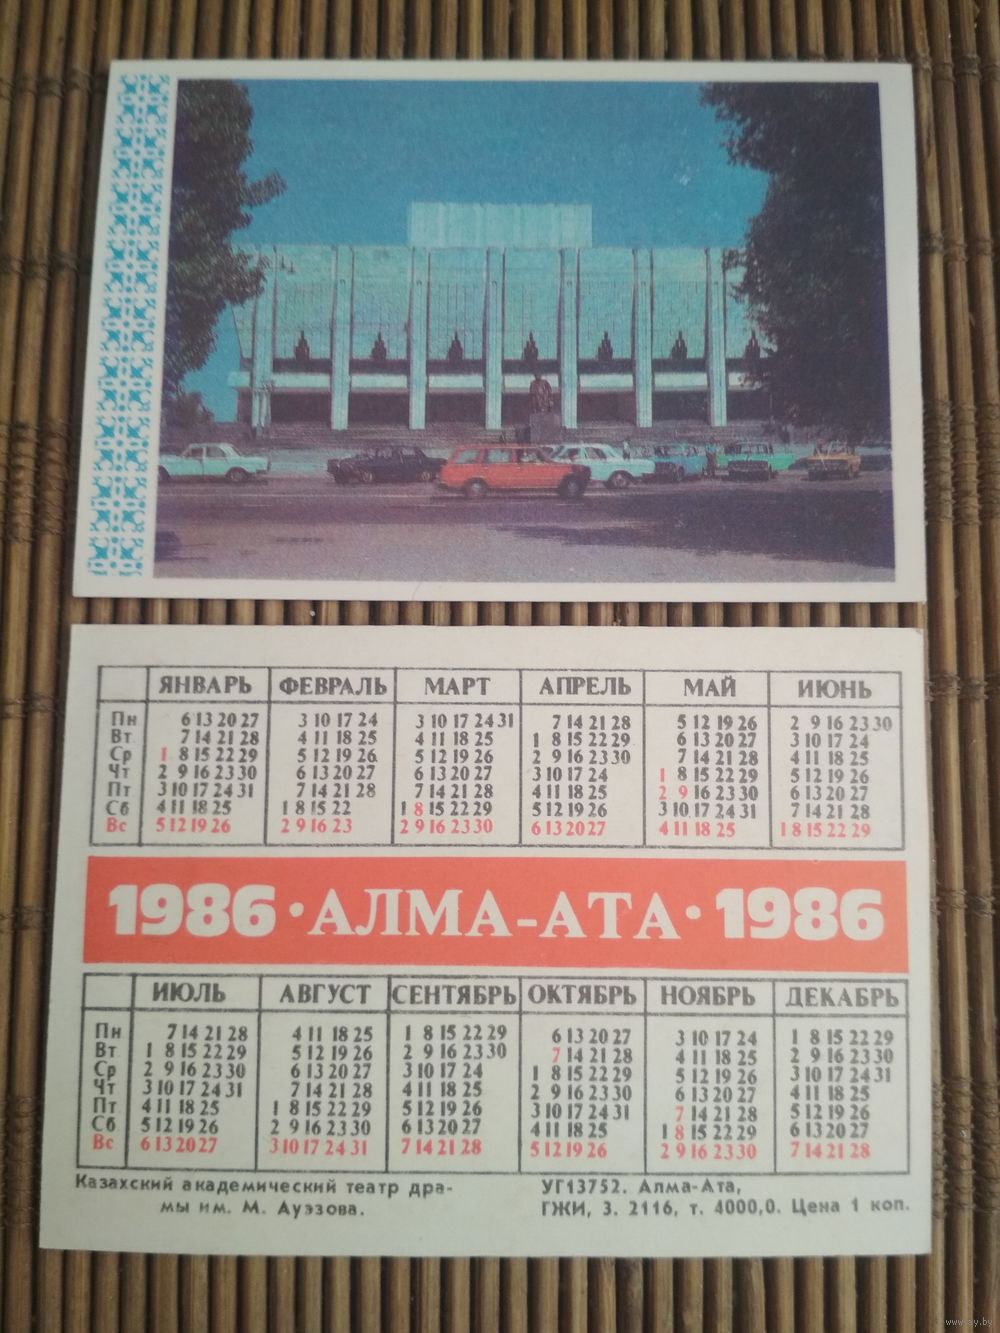 ЯНВАРЬ ФЕВРАЛЬ МАРТ АПРЕЛЬ МАЙ ИЮНЬ
Пн 6 13 20 27 3 10 17 24 3 10 17 24 31 7 14 21 28 5 12 19 26 2 9 16 23 30
Вт 7 14 21 28 4 11 18 25 4 11 18 25 1 8 15 22 29 6 13 20 27 3 10 17 24
Ср 1 8 15 22 29 5 12 19 26 5 12 19 26 2 9 16 23 30 7 14 21 28 4 11 18 25
Чт 2 9 16 23 30 6 13 20 27 6 13 20 27 3 10 17 24 1 8 15 22 29 5 12 19 26
Пт 3 10 17 24 31 7 14 21 28 7 14 21 28 4 11 18 25 2 9 16 23 30 6 13 20 27
Сб 4 11 18 25 1 8 15 22 1 8 15 22 29 5 12 19 26 3 10 17 24 31 7 14 21 28
Вс 5 12 19 26 2 9 16 23 2 9 16 23 30 6 13 20 27 4 11 18 25 1 8 15 22 29
1986 · АЛМА-АТА · 1986
ИЮЛЬ АВГУСТ СЕНТЯБРЬ ОКТЯБРЬ НОЯБРЬ ДЕКАБРЬ
Пн 7 14 21 28 4 11 18 25 1 8 15 22 29 6 13 20 27 3 10 17 24 1 8 15 22 29
Вт 1 8 15 22 29 5 12 19 26 2 9 16 23 30 7 14 21 28 4 11 18 25 2 9 16 23 30
Ср 2 9 16 23 30 6 13 20 27 3 10 17 24 1 8 15 22 29 5 12 19 26 3 10 17 24 31
Чт 3 10 17 24 31 7 14 21 28 4 11 18 25 2 9 16 23 30 6 13 20 27 4 11 18 25
Пт 4 11 18 25 1 8 15 22 29 5 12 19 26 3 10 17 24 31 7 14 21 28 5 12 19 26
Сб 5 12 19 26 2 9 16 23 30 6 13 20 27 4 11 18 25 1 8 15 22 29 6 13 20 27
Вс 6 13 20 27 3 10 17 24 31 7 14 21 28 5 12 19 26 2 9 16 23 30 7 14 21 28
Казахский академический театр дра-
мы им. М. Ауэзова.
УГ13752. Алма-Ата,
ГЖИ, З. 2116, т. 4000,0. Цена 1 коп.
www.ay.by